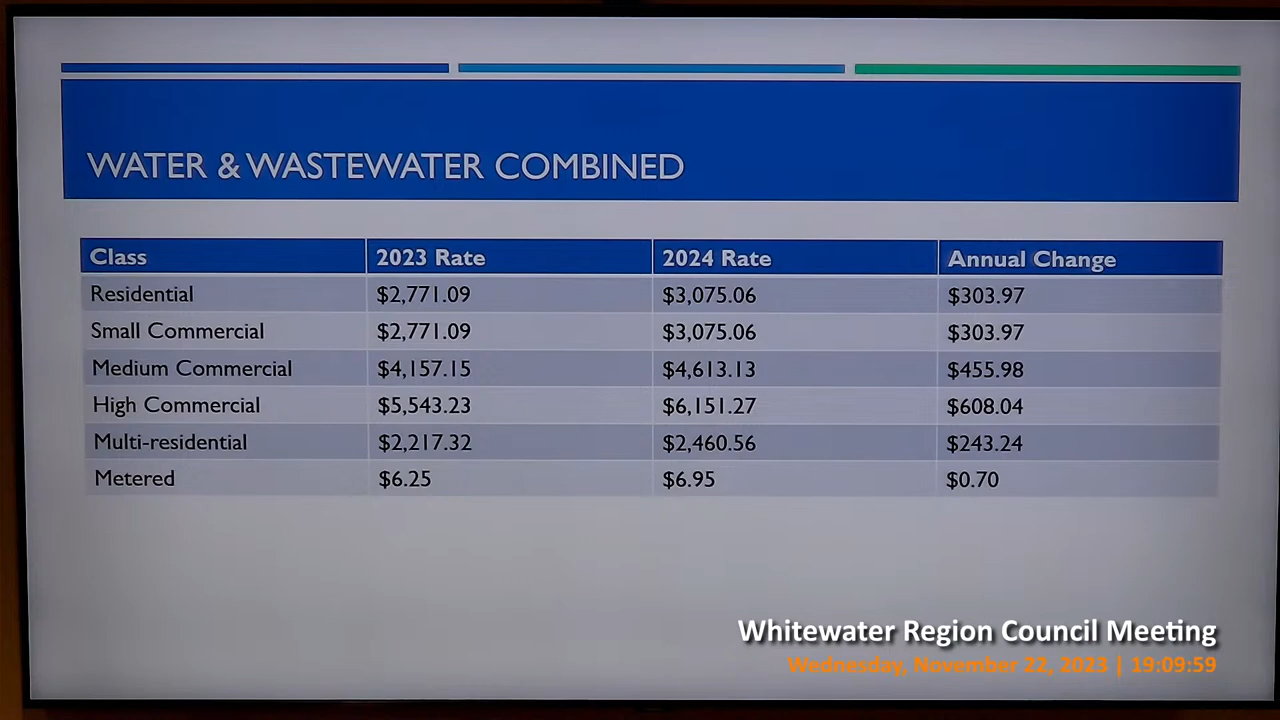 WATER & WASTEWATER COMBINED
Class 2023 Rate 2024 Rate Annual Change
Residential $2,771.09 $3,075.06 $303.97
Small Commercial $2,771.09 $3,075.06 $303.97
Medium Commercial $4,157.15 $4,613.13 $455.98
High Commercial $5,543.23 $6,151.27 $608.04
Multi-residential $2,217.32 $2,460.56 $243.24
Metered $6.25 $6.95 $0.70
Whitewater Region Council Meeting
Wednesday, November 22, 2023 | 19:09:59